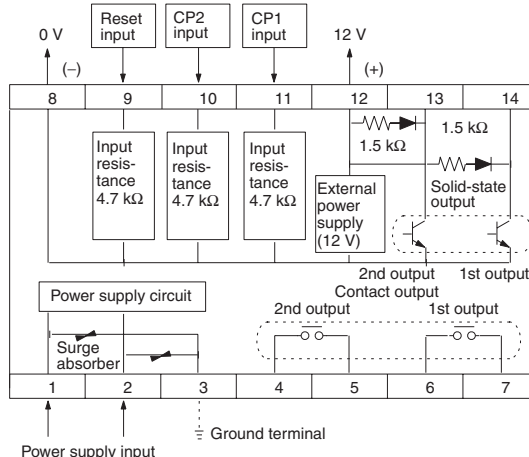 0 V
Reset input
CP2 input
CP1 input
12 V
(−)
(+)
8 9 10 11 12 13 14
Input resis- tance 4.7 kΩ
Input resis- tance 4.7 kΩ
Input resis- tance 4.7 kΩ
1.5 kΩ
1.5 kΩ
External power supply (12 V)
Solid-state output
2nd output
1st output
Contact output
Power supply circuit
2nd output
1st output
Surge absorber
1 2 3 4 5 6 7
Ground terminal
Power supply input